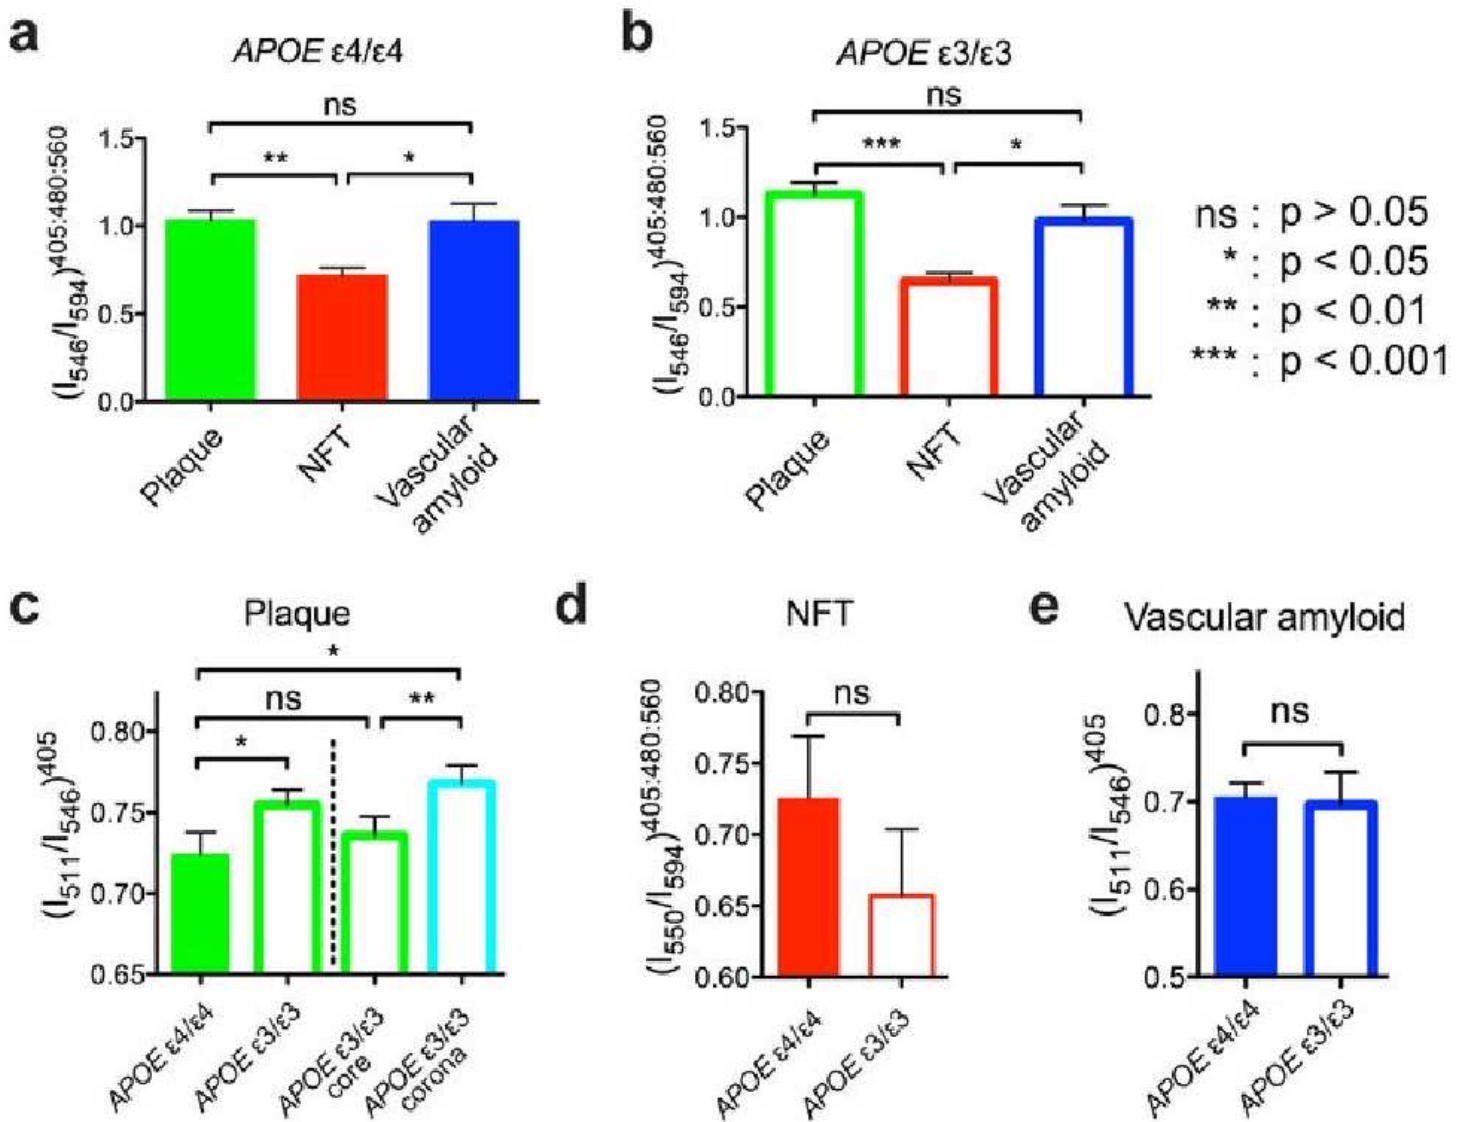 a
APOE ε4/ε4
ns
** *
(I546/I594)405:480:560
1.5
1.0
0.5
0.0
Plaque
NFT
Vascular
amyloid
b
APOE ε3/ε3
ns
*** *
(I546/I594)405:480:560
1.5
1.0
0.5
0.0
Plaque
NFT
Vascular
amyloid
ns : p > 0.05
* : p < 0.05
** : p < 0.01
*** : p < 0.001
c
Plaque
*
ns **
*
(I511/I546)405
0.80
0.75
0.70
0.65
APOE ε4/ε4
APOE ε3/ε3
APOE ε3/ε3
core
APOE ε3/ε3
corona
d
NFT
ns
(I550/I594)405:480:560
0.80
0.75
0.70
0.65
0.60
APOE ε4/ε4
APOE ε3/ε3
e
Vascular amyloid
ns
(I511/I546)405
0.8
0.7
0.6
0.5
APOE ε4/ε4
APOE ε3/ε3